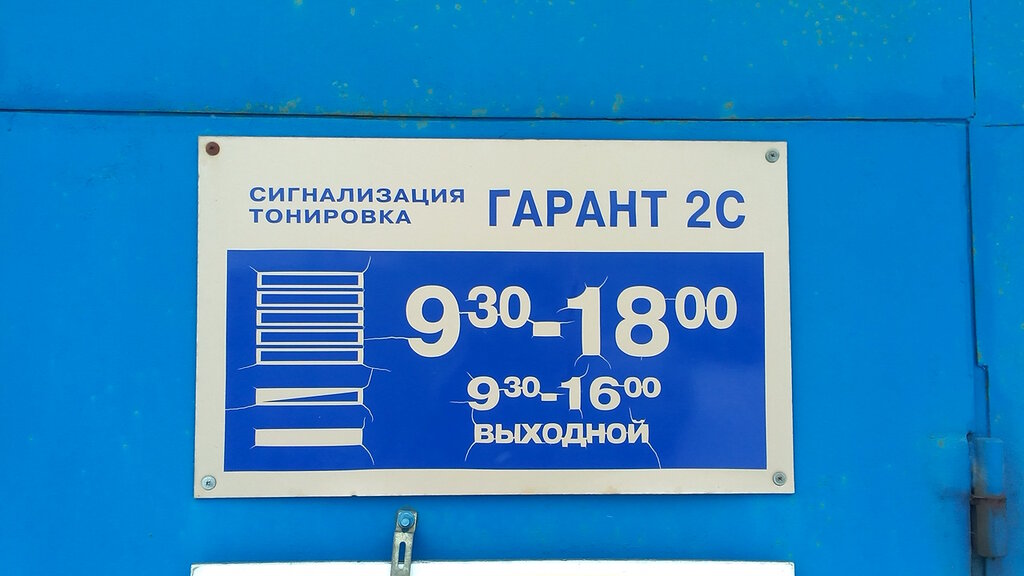 СИГНАЛИЗАЦИЯ
ТОНИРОВКА
ГАРАНТ 2С
9³⁰-18⁰⁰
9³⁰-16⁰⁰
ВЫХОДНОЙ